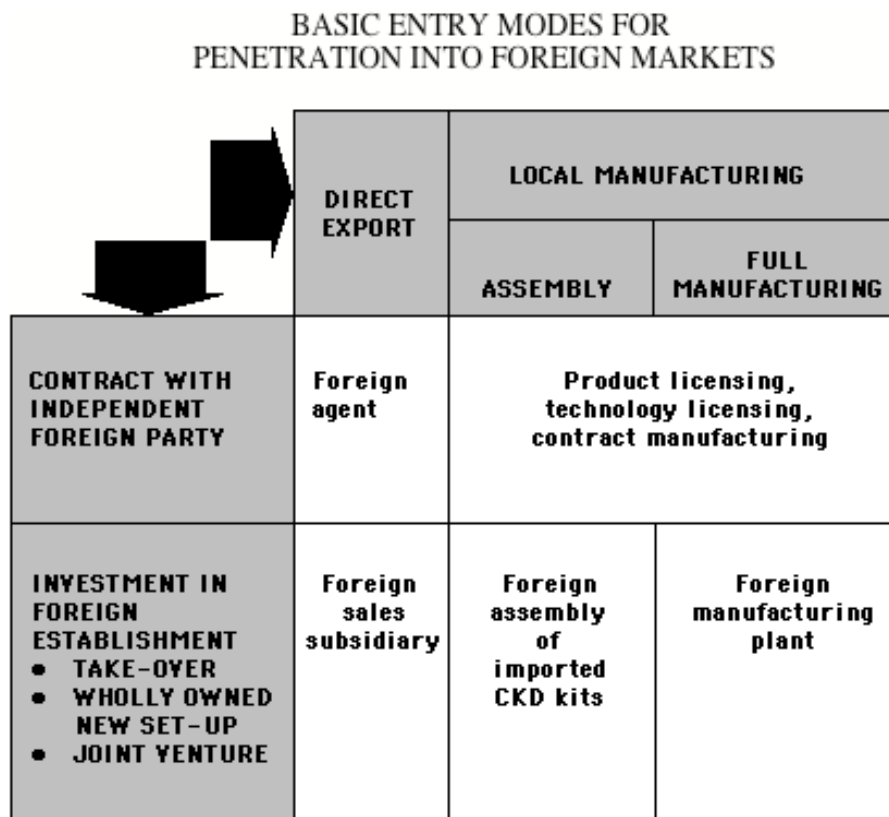 BASIC ENTRY MODES FOR
PENETRATION INTO FOREIGN MARKETS
DIRECT
EXPORT
LOCAL MANUFACTURING
ASSEMBLY
FULL
MANUFACTURING
CONTRACT WITH
INDEPENDENT
FOREIGN PARTY
Foreign
agent
Product licensing,
technology licensing,
contract manufacturing
INVESTMENT IN
FOREIGN
ESTABLISHMENT
● TAKE-OVER
● WHOLLY OWNED
NEW SET-UP
● JOINT VENTURE
Foreign
sales
subsidiary
Foreign
assembly
of
imported
CKD kits
Foreign
manufacturing
plant